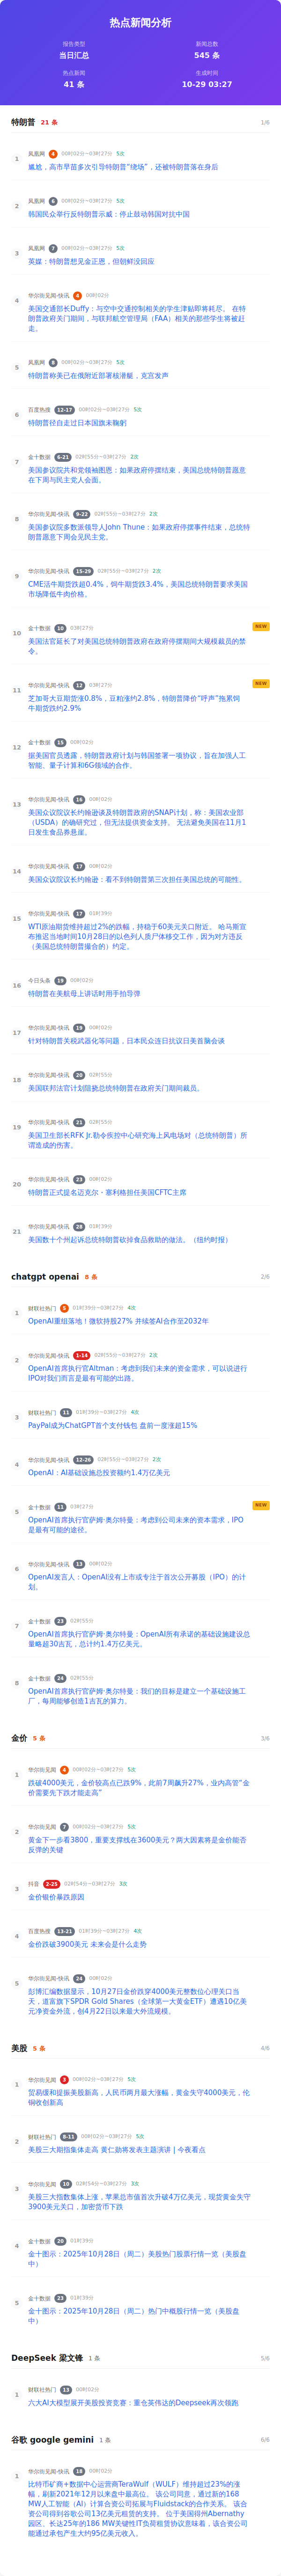 热点新闻分析
报告类型
新闻总数
当日汇总
545 条
热点新闻
生成时间
41 条
10-29 03:27
特朗普 21 条 1/6
1 凤凰网 4 00时02分~03时27分 5次
尴尬，高市早苗多次引导特朗普“绕场”，还被特朗普落在身后
2 凤凰网 6 00时02分~03时27分 5次
韩国民众举行反特朗普示威：停止鼓动韩国对抗中国
3 凤凰网 7 00时02分~03时27分 5次
英媒：特朗普想见金正恩，但朝鲜没回应
4 华尔街见闻-快讯 4 00时02分
美国交通部长Duffy：与空中交通控制相关的学生津贴即将耗尽。 在特
朗普政府关门期间，与联邦航空管理局（FAA）相关的那些学生将被赶
走。
5 凤凰网 8 00时02分~03时27分 5次
特朗普称美已在俄附近部署核潜艇，克宫发声
6 百度热搜 12-17 00时02分~03时27分 5次
特朗普径自走过日本国旗未鞠躬
7 金十数据 6-21 02时55分~03时27分 2次
美国参议院共和党领袖图恩：如果政府停摆结束，美国总统特朗普愿意
在下周与民主党人会面。
8 华尔街见闻-快讯 9-22 02时55分~03时27分 2次
美国参议院多数派领导人John Thune：如果政府停摆事件结束，总统特
朗普愿意下周会见民主党。
9 华尔街见闻-快讯 15-29 02时55分~03时27分 2次
CME活牛期货跌超0.4%，饲牛期货跌3.4%，美国总统特朗普要求美国
市场降低牛肉价格。
10 金十数据 10 03时27分 NEW
美国法官延长了对美国总统特朗普政府在政府停摆期间大规模裁员的禁
令。
11 华尔街见闻-快讯 12 03时27分 NEW
芝加哥大豆期货涨0.8%，豆粕涨约2.8%，特朗普降价“呼声”拖累饲
牛期货跌约2.9%
12 金十数据 15 00时02分
据美国官员透露，特朗普政府计划与韩国签署一项协议，旨在加强人工
智能、量子计算和6G领域的合作。
13 华尔街见闻-快讯 16 00时02分
美国众议院议长约翰逊谈及特朗普政府的SNAP计划，称：美国农业部
（USDA）的确研究过，但无法提供资金支持。 无法避免美国在11月1
日发生食品券悬崖。
14 华尔街见闻-快讯 17 00时02分
美国众议院议长约翰逊：看不到特朗普第三次担任美国总统的可能性。
15 华尔街见闻-快讯 17 01时39分
WTI原油期货维持超过2%的跌幅，持稳于60美元关口附近。 哈马斯宣
布推迟当地时间10月28日的以色列人质尸体移交工作，因为对方违反
（美国总统特朗普撮合的）约定。
16 今日头条 19 00时02分
特朗普在美航母上讲话时用手拍导弹
17 华尔街见闻-快讯 19 00时02分
针对特朗普关税武器化等问题，日本民众连日抗议日美首脑会谈
18 华尔街见闻-快讯 20 02时55分
美国联邦法官计划阻挠总统特朗普在政府关门期间裁员。
19 华尔街见闻-快讯 21 02时55分
美国卫生部长RFK Jr.勒令疾控中心研究海上风电场对（总统特朗普）所
谓造成的伤害。
20 华尔街见闻-快讯 23 00时02分
特朗普正式提名迈克尔·塞利格担任美国CFTC主席
21 华尔街见闻-快讯 28 01时39分
美国数十个州起诉总统特朗普砍掉食品救助的做法。（纽约时报）
chatgpt openai 8 条 2/6
1 财联社热门 5 01时39分~03时27分 4次
OpenAI重组落地！微软持股27% 并续签AI合作至2032年
2 华尔街见闻-快讯 1-14 02时55分~03时27分 2次
OpenAI首席执行官Altman：考虑到我们未来的资金需求，可以说进行
IPO对我们而言是最有可能的出路。
3 财联社热门 11 01时39分~03时27分 4次
PayPal成为ChatGPT首个支付钱包 盘前一度涨超15%
4 华尔街见闻-快讯 12-26 02时55分~03时27分 2次
OpenAI：AI基础设施总投资额约1.4万亿美元
5 金十数据 11 03时27分 NEW
OpenAI首席执行官萨姆·奥尔特曼：考虑到公司未来的资本需求，IPO
是最有可能的途径。
6 华尔街见闻-快讯 13 00时02分
OpenAI发言人：OpenAI没有上市或专注于首次公开募股（IPO）的计
划。
7 金十数据 23 02时55分
OpenAI首席执行官萨姆·奥尔特曼：OpenAI所有承诺的基础设施建设总
量略超30吉瓦，总计约1.4万亿美元。
8 金十数据 24 02时55分
OpenAI首席执行官萨姆·奥尔特曼：我们的目标是建立一个基础设施工
厂，每周能够创造1吉瓦的算力。
金价 5 条 3/6
1 华尔街见闻 4 00时02分~03时27分 5次
跌破4000美元，金价较高点已跌9%，此前7周飙升27%，业内高管“金
价需要先下跌才能走高”
2 华尔街见闻 7 00时02分~03时27分 5次
黄金下一步看3800，重要支撑线在3600美元？两大因素将是金价能否
反弹的关键
3 抖音 2-25 02时54分~03时27分 3次
金价银价暴跌原因
4 百度热搜 13-21 01时39分~03时27分 4次
金价跌破3900美元 未来会是什么走势
5 华尔街见闻-快讯 24 00时02分
彭博汇编数据显示，10月27日金价跌穿4000美元整数位心理关口当
天，道富旗下SPDR Gold Shares（全球第一大黄金ETF）遭遇10亿美
元净资金外流，创4月22日以来最大外流规模。
美股 5 条 4/6
1 华尔街见闻 3 00时02分~03时27分 5次
贸易缓和提振美股新高，人民币两月最大涨幅，黄金失守4000美元，伦
铜收创新高
2 财联社热门 8-11 00时02分~03时27分 5次
美股三大期指集体走高 黄仁勋将发表主题演讲 | 今夜看点
3 华尔街见闻 10 02时54分~03时27分 3次
美股三大指数集体上涨，苹果总市值首次升破4万亿美元，现货黄金失守
3900美元关口，加密货币下跌
4 金十数据 20 01时39分
金十图示：2025年10月28日（周二）美股热门股票行情一览（美股盘
中）
5 金十数据 23 01时39分
金十图示：2025年10月28日（周二）热门中概股行情一览（美股盘
中）
DeepSeek 梁文锋 1 条 5/6
1 财联社热门 13 00时02分
六大AI大模型展开美股投资竞赛：重仓英伟达的Deepseek再次领跑
谷歌 google gemini 1 条 6/6
1 华尔街见闻-快讯 18 00时02分
比特币矿商+数据中心运营商TeraWulf（WULF）维持超过23%的涨
幅，刷新2021年12月以来盘中最高位。 该公司同意，通过新的168
MW人工智能（AI）计算合资公司拓展与Fluidstack的合作关系。 该合
资公司得到谷歌公司13亿美元租赁的支持。 位于美国得州Abernathy
园区、长达25年的186 MW关键性IT负荷租赁协议意味着，该合资公司
能通过承包产生大约95亿美元收入。